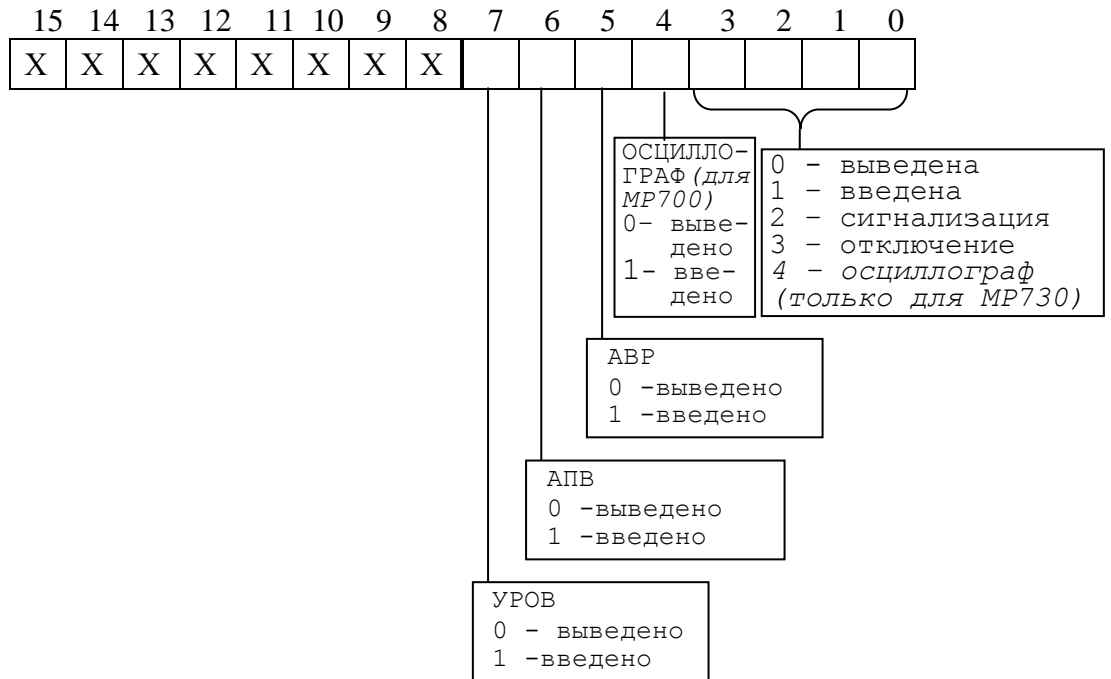 15 14 13 12 11 10 9 8 7 6 5 4 3 2 1 0
X X X X X X X X
ОСЦИЛЛО-
ГРАФ (для
МР700)
0– выве-
дено
1- вве-
дено
0 - выведена
1 – введена
2 – сигнализация
3 – отключение
4 – осциллограф
(только для МР730)
АВР
0 -выведено
1 -введено
АПВ
0 -выведено
1 -введено
УРОВ
0 - выведено
1 -введено